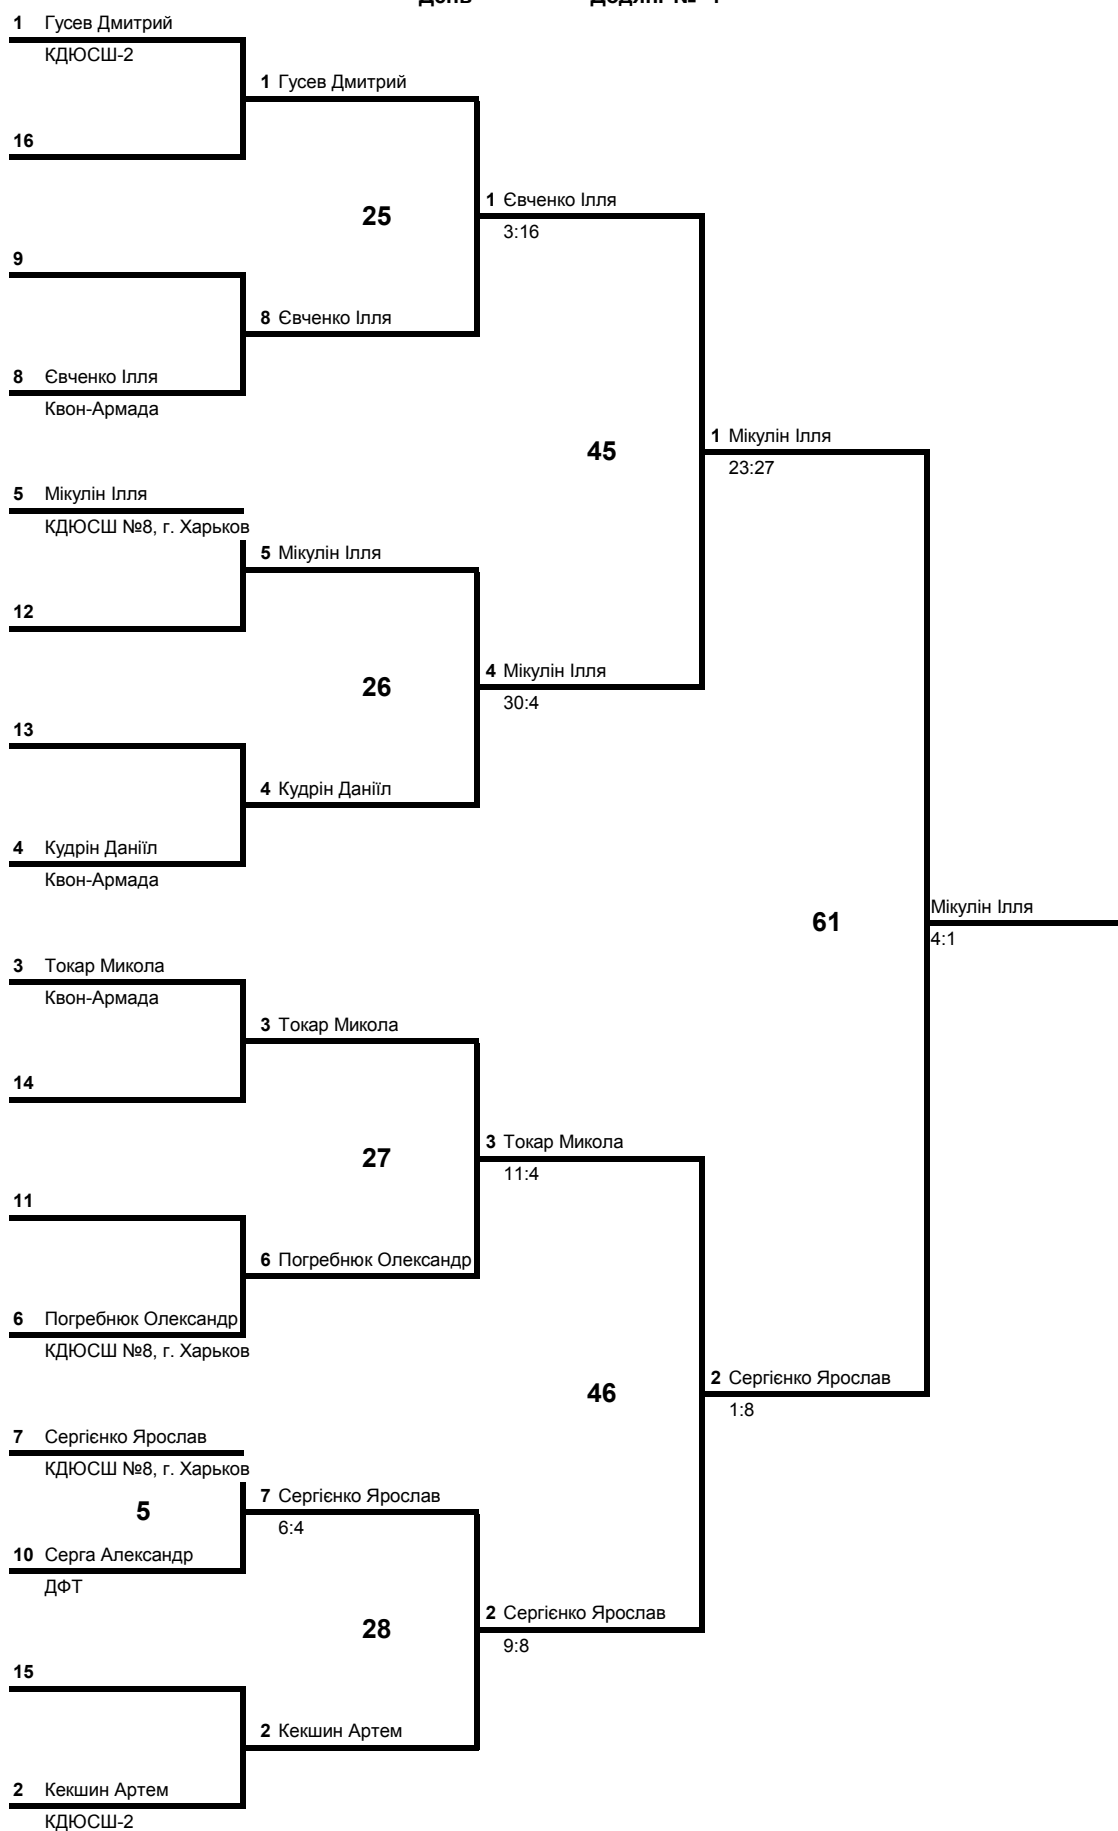 День Додянг № 1
1 Гусев Дмитрий
КДЮСШ-2
1 Гусев Дмитрий
16
25
1 Євченко Ілля
3:16
9
8 Євченко Ілля
8 Євченко Ілля
Квон-Армада
45
1 Мікулін Ілля
23:27
5 Мікулін Ілля
КДЮСШ №8, г. Харьков
5 Мікулін Ілля
12
26
4 Мікулін Ілля
30:4
13
4 Кудрін Даніїл
4 Кудрін Даніїл
Квон-Армада
61
Мікулін Ілля
4:1
3 Токар Микола
Квон-Армада
3 Токар Микола
14
27
3 Токар Микола
11:4
11
6 Погребнюк Олександр
6 Погребнюк Олександр
КДЮСШ №8, г. Харьков
46
2 Сергієнко Ярослав
1:8
7 Сергієнко Ярослав
КДЮСШ №8, г. Харьков
5
7 Сергієнко Ярослав
6:4
10 Серга Александр
ДФТ
28
2 Сергієнко Ярослав
9:8
15
2 Кекшин Артем
2 Кекшин Артем
КДЮСШ-2